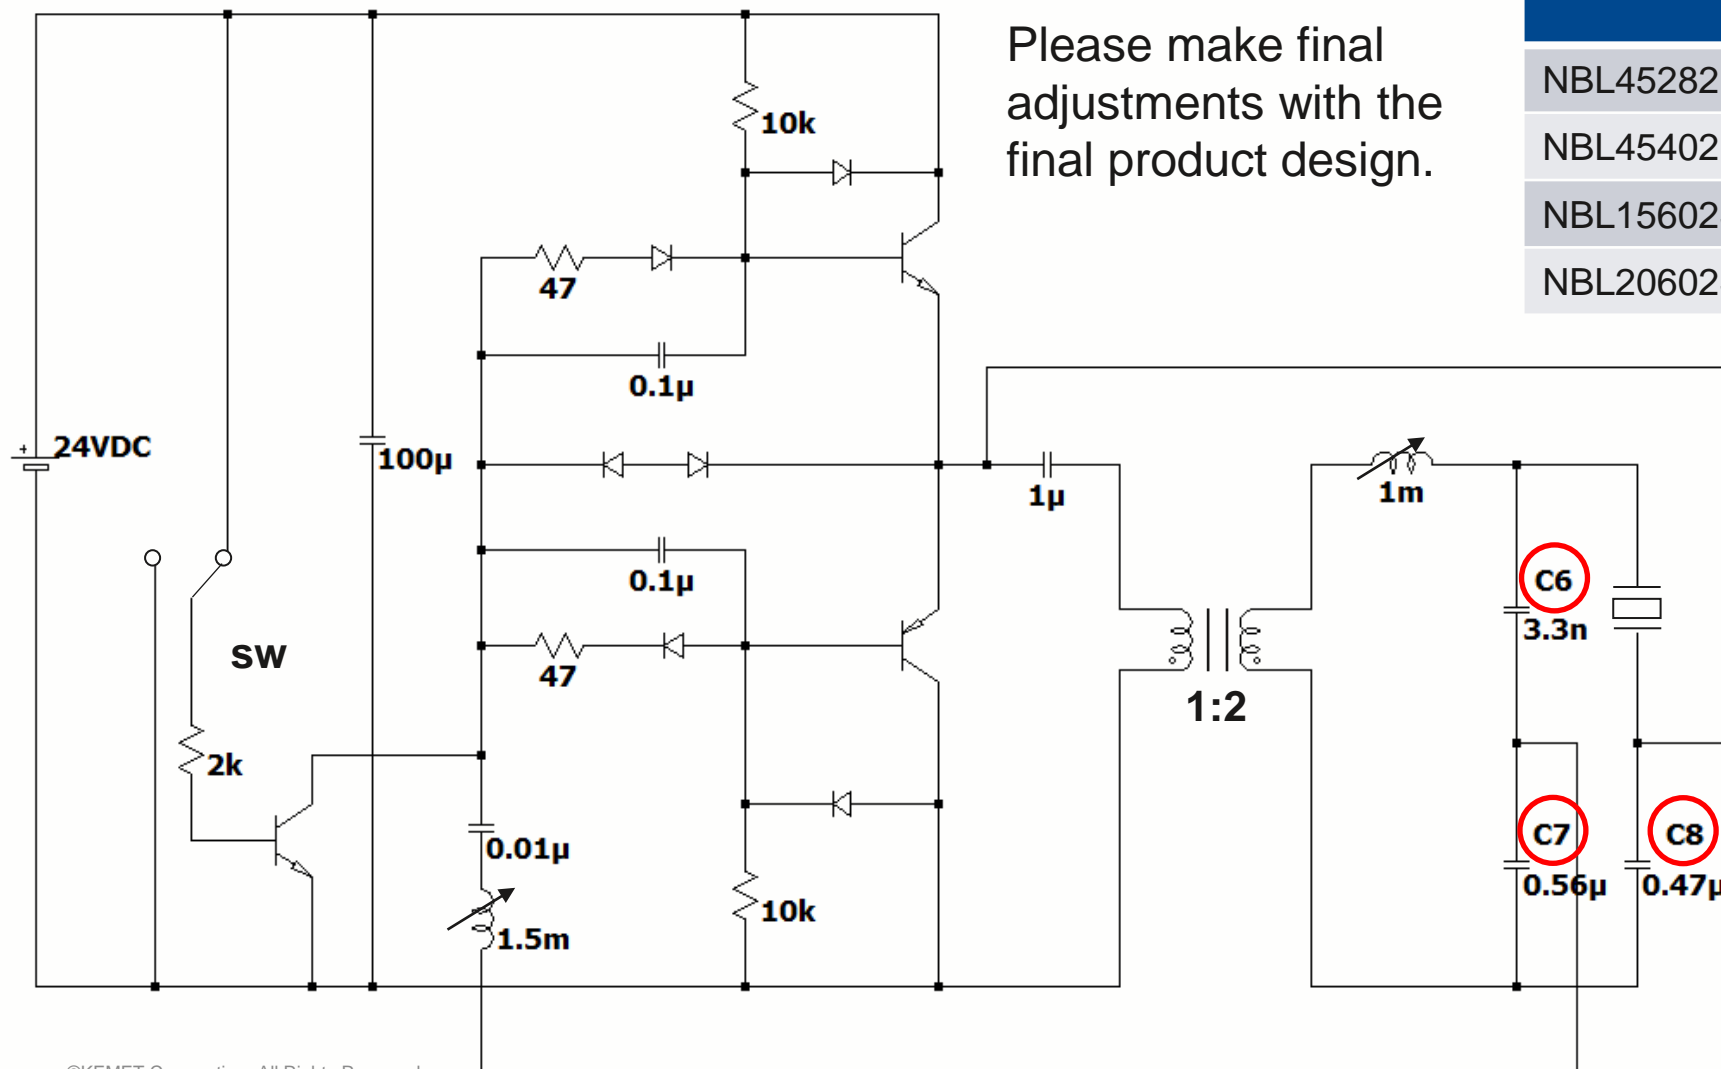 Please make final
adjustments with the
final product design.
NBL45282
NBL45402
NBL15602
NBL20602
10k
47
0.1µ
+
24VDC
100µ
1µ
1m
0.1µ
C6
3.3n
sw
47
1:2
2k
0.01µ
C7
C8
0.56µ
0.47µ
10k
1.5m